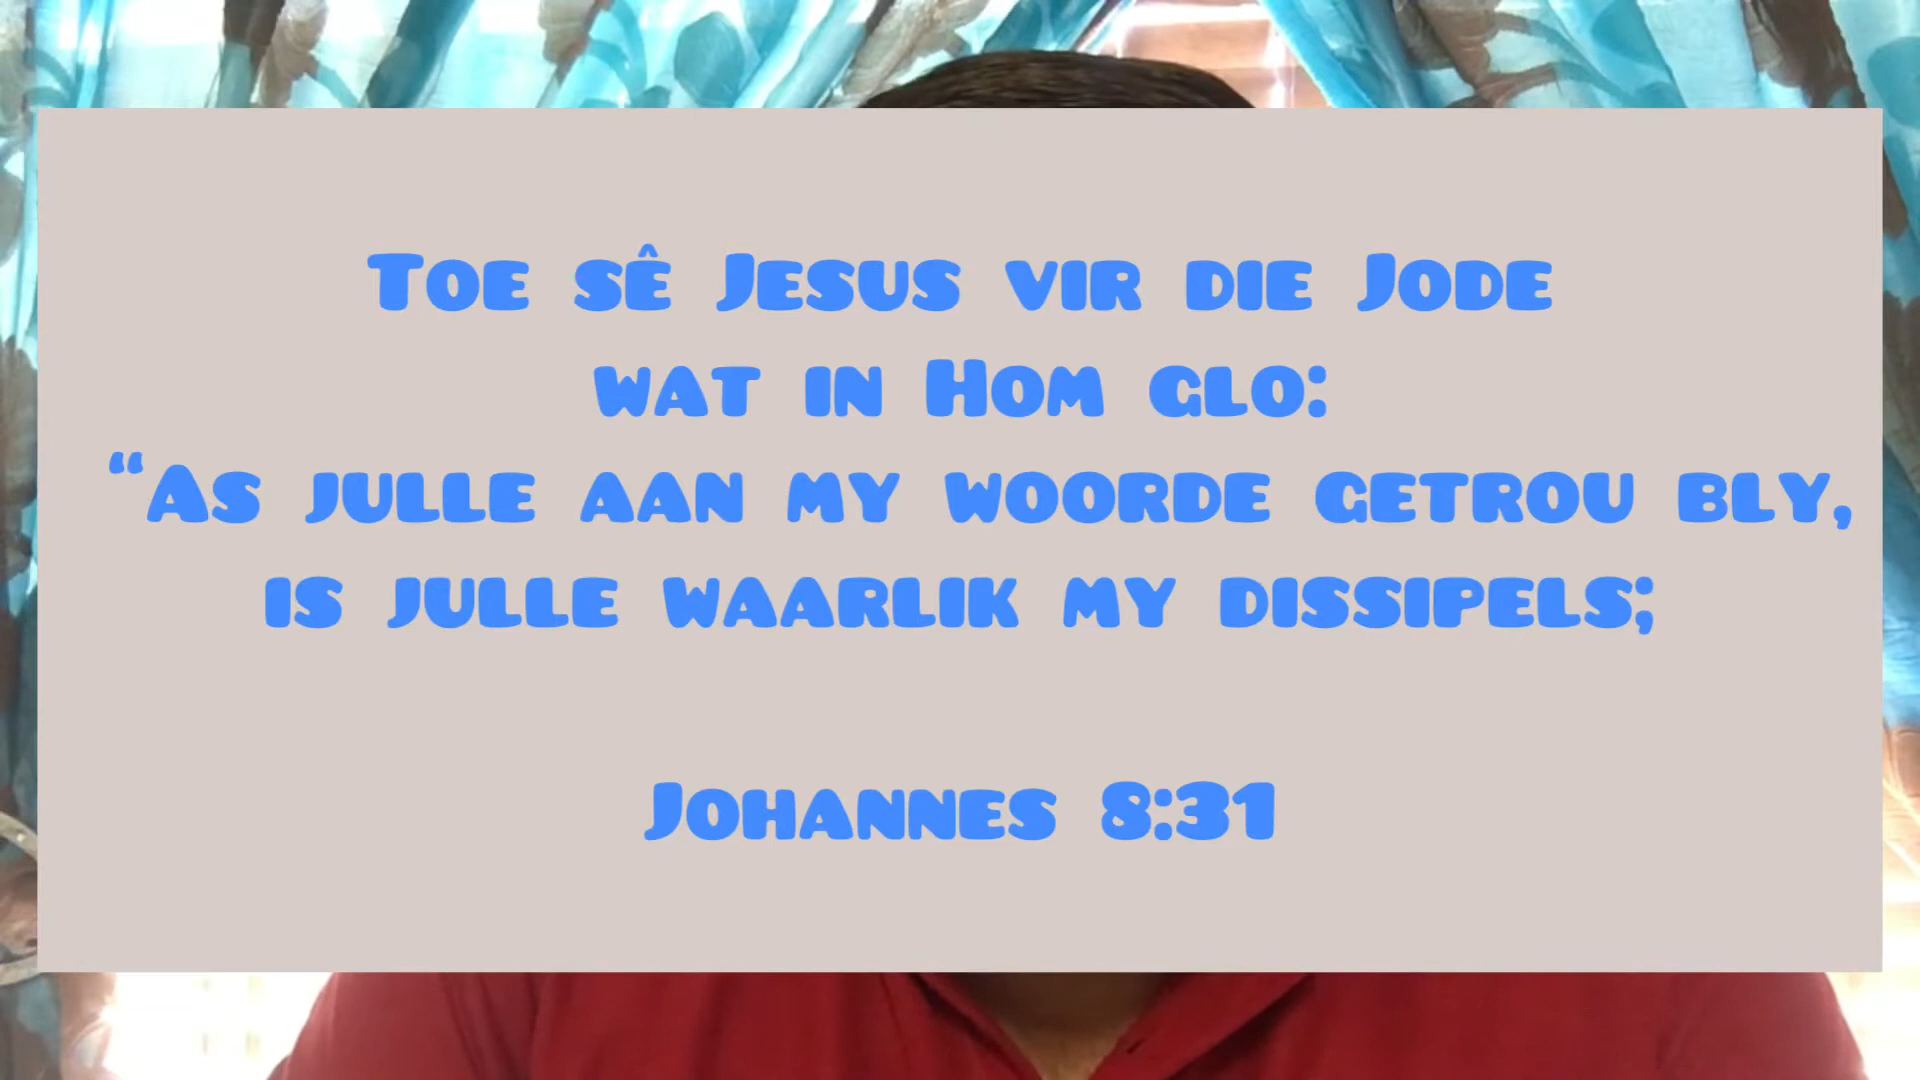 Toe sê Jesus vir die Jode
wat in Hom glo:
“As julle aan my woorde getrou bly,
is julle waarlik my dissipels;
Johannes 8:31